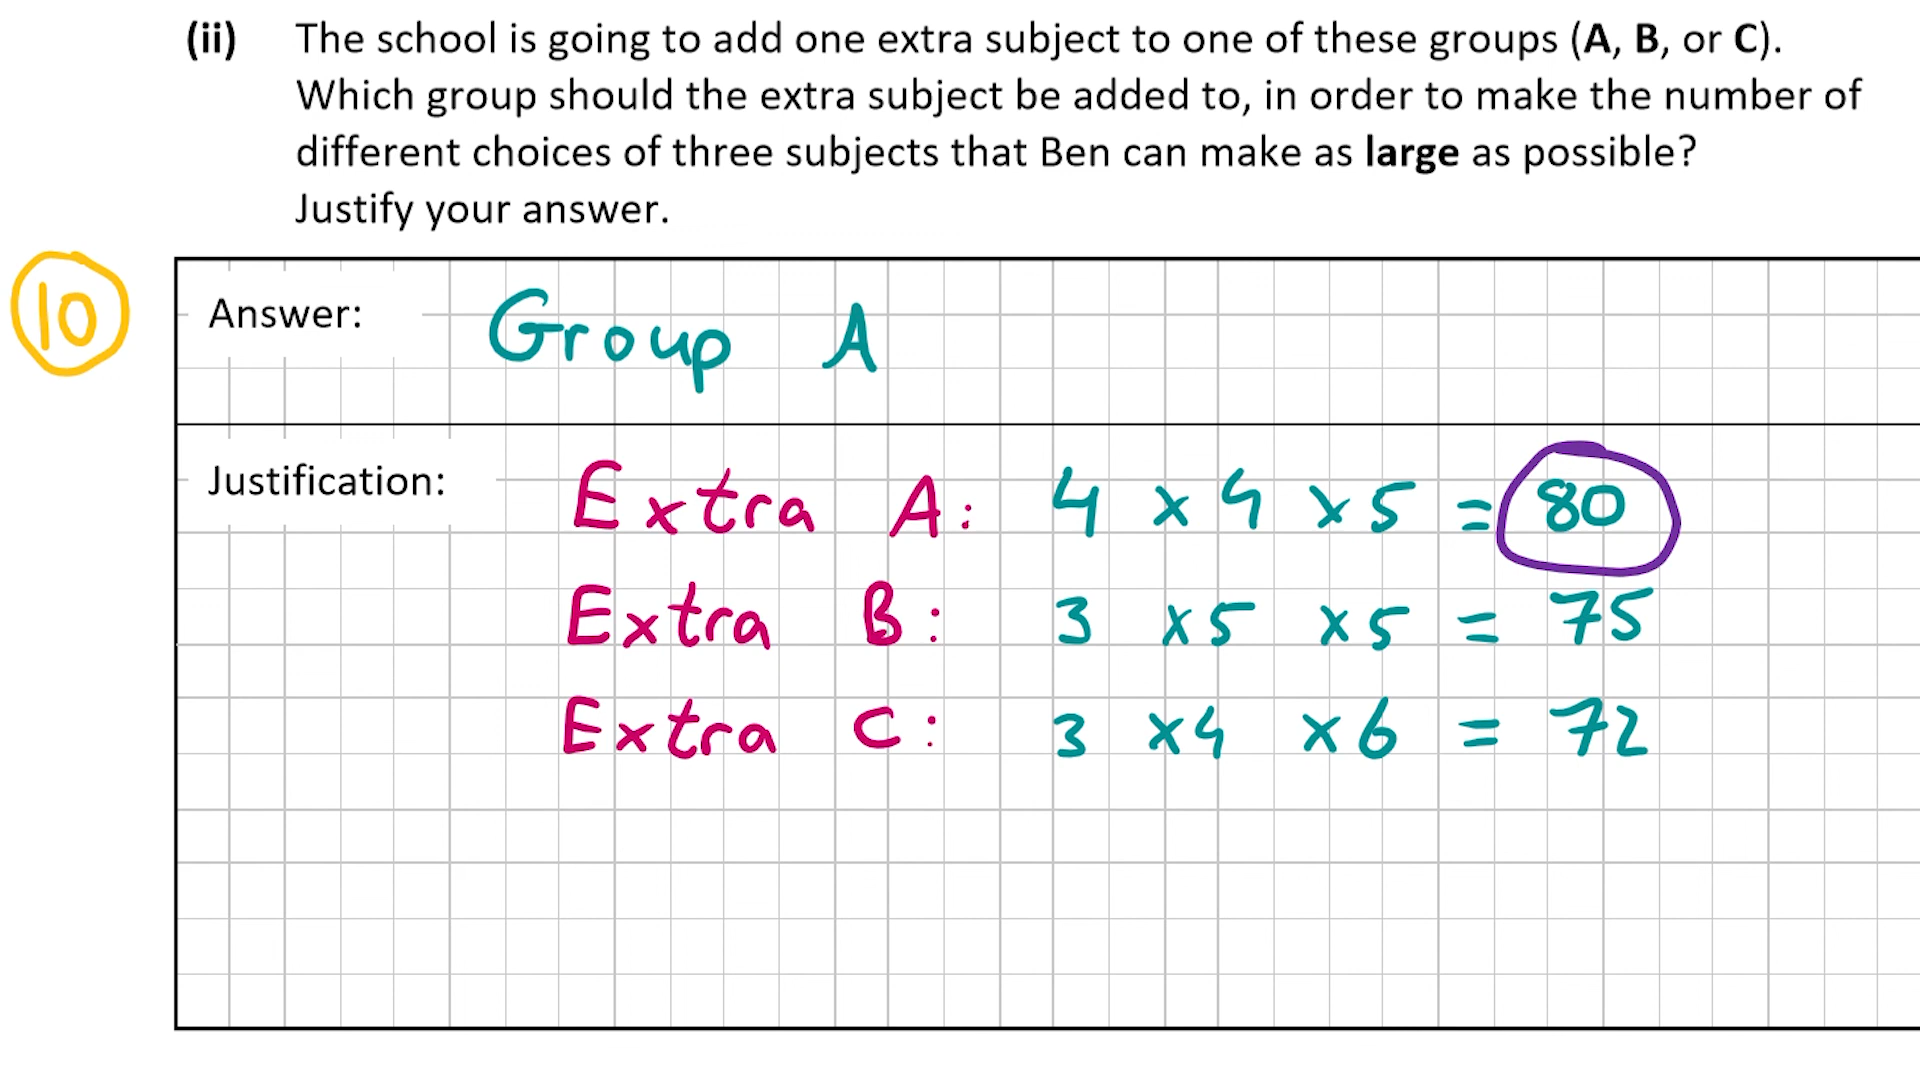 (ii) The school is going to add one extra subject to one of these groups (A, B, or C).
Which group should the extra subject be added to, in order to make the number of
different choices of three subjects that Ben can make as large as possible?
Justify your answer.
10
Answer: Group A
Justification: Extra A: 4 x 4 x 5 = 80
Extra B: 3 x 5 x 5 = 75
Extra C: 3 x 4 x 6 = 72